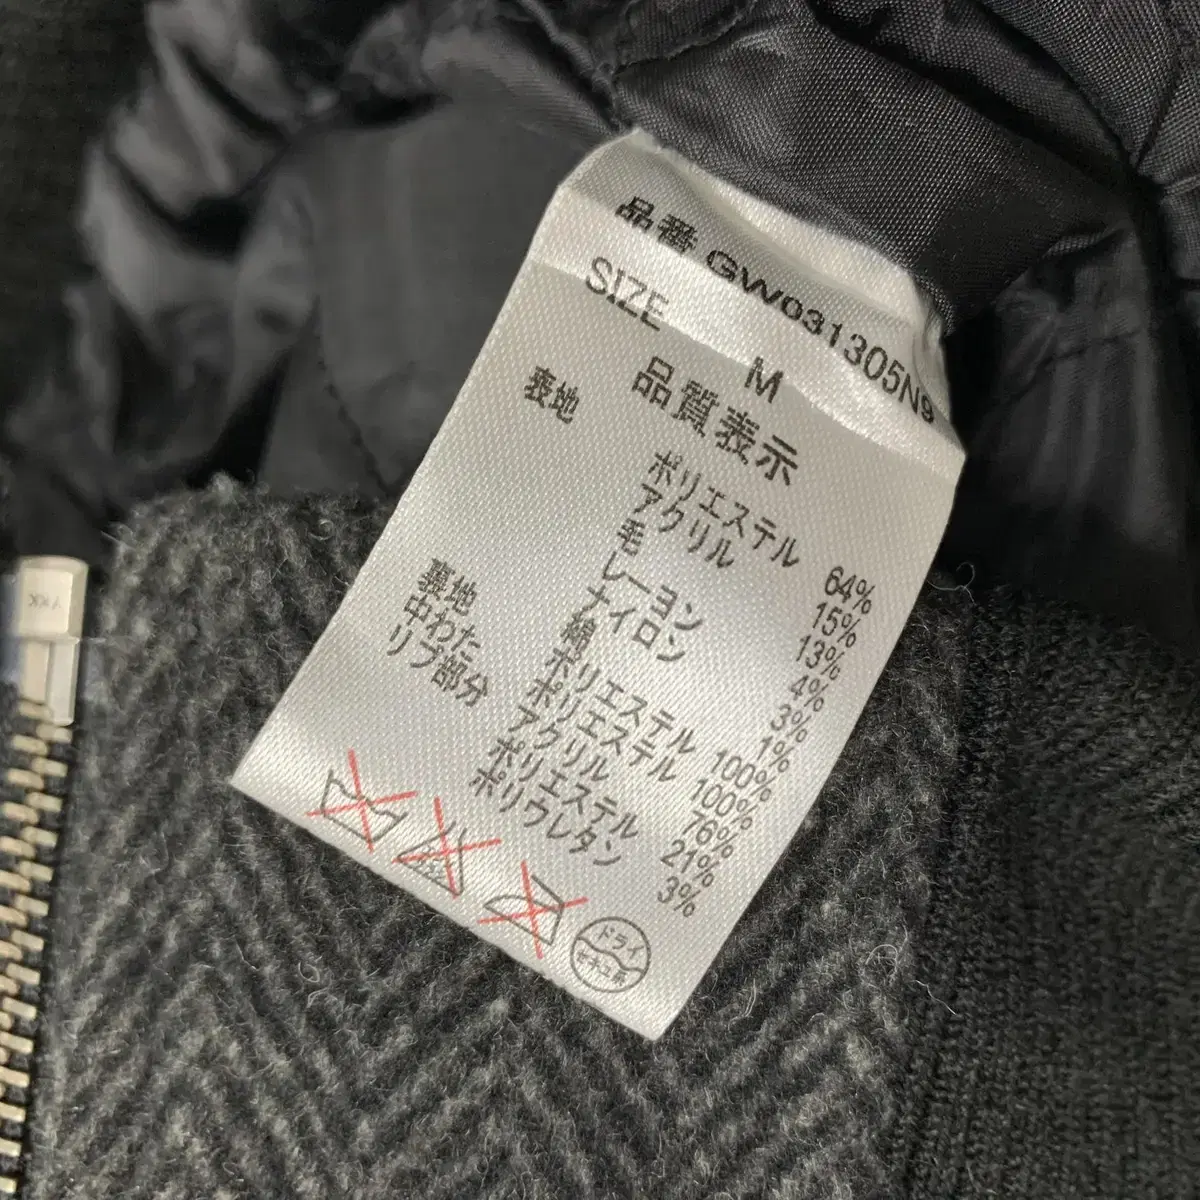 品番 GW031305N9
SIZE M
品質表示
表地 ポリエステル 64%
アクリル 15%
毛 13%
レーヨン 4%
ナイロン 3%
綿 1%
裏地 ポリエステル 100%
中わた ポリエステル 100%
リブ部分 アクリル 76%
ポリエステル 21%
ポリウレタン 3%
ドライ
YKK